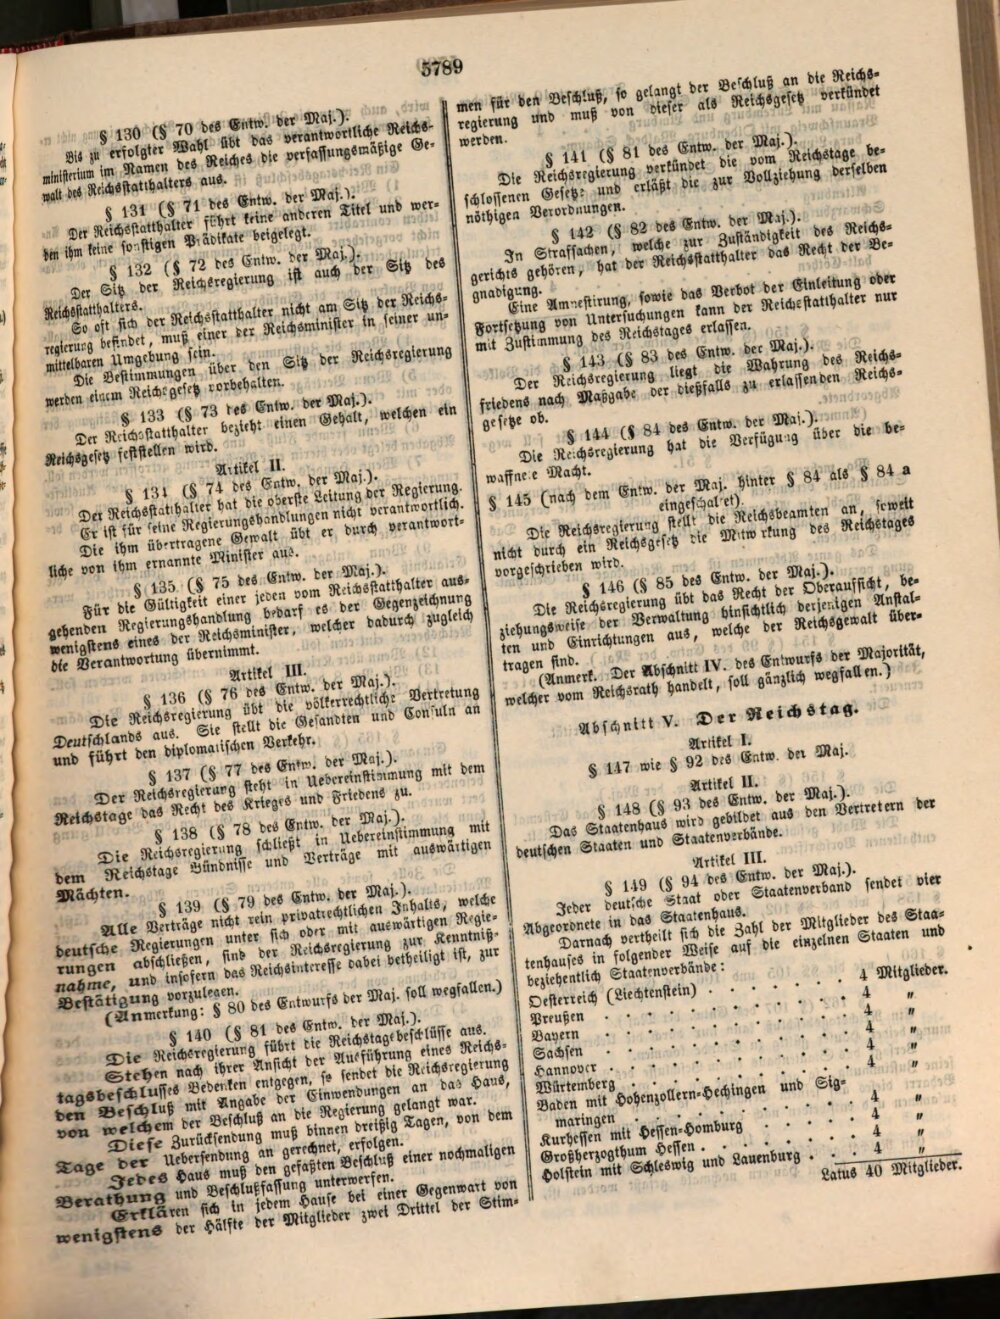 5789
§ 130 (§ 70 des Entw. der Maj.).
Bis zu erfolgter Wahl übt das verantwortliche Reichs-
ministerium im Namen des Reiches die verfassungsmäßige Ge-
walt des Reichsstatthalters aus.
§ 131 (§ 71 des Entw. der Maj.).
Der Reichsstatthalter führt keine anderen Titel und wer-
den ihm keine sonstigen Prädikate beigelegt.
§ 132 (§ 72 des Entw. der Maj.).
Der Sitz der Reichsregierung ist auch der Sitz des
Reichsstatthalters.
So oft sich der Reichsstatthalter nicht am Sitz der Reichs-
regierung befindet, muß einer der Reichsminister in seiner un-
mittelbaren Umgebung sein.
Die Bestimmungen über den Sitz der Reichsregierung
werden einem Reichsgesetz vorbehalten.
§ 133 (§ 73 des Entw. der Maj.).
Der Reichsstatthalter bezieht einen Gehalt, welchen ein
Reichsgesetz feststellen wird.
Artikel II.
§ 134 (§ 74 des Entw. der Maj.).
Der Reichsstatthalter hat die oberste Leitung der Regierung.
Er ist für seine Regierungshandlungen nicht verantwortlich.
Die ihm übertragene Gewalt übt er durch verantwort-
liche von ihm ernannte Minister aus.
§ 135 (§ 75 des Entw. der Maj.).
Für die Gültigkeit einer jeden vom Reichsstatthalter aus-
gehenden Regierungshandlung bedarf es der Gegenzeichnung
wenigstens eines der Reichsminister, welcher dadurch zugleich
die Verantwortung übernimmt.
Artikel III.
§ 136 (§ 76 des Entw. der Maj.).
Die Reichsregierung übt die völkerrechtliche Vertretung
Deutschlands aus. Sie stellt die Gesandten und Consuln an
und führt den diplomatischen Verkehr.
§ 137 (§ 77 des Entw. der Maj.).
Der Reichsregierung steht in Uebereinstimmung mit dem
Reichstage das Recht des Krieges und Friedens zu.
§ 138 (§ 78 des Entw. der Maj.).
Die Reichsregierung schließt in Uebereinstimmung mit
dem Reichstage Bündnisse und Verträge mit auswärtigen
Mächten.
§ 139 (§ 79 des Entw. der Maj.).
Alle Verträge nicht rein privatrechtlichen Inhalts, welche
deutsche Regierungen unter sich oder mit auswärtigen Regie-
rungen abschließen, sind der Reichsregierung zur Kenntniß-
nahme, und insofern das Reichsinteresse dabei betheiligt ist, zur
Bestätigung vorzulegen.
(Anmerkung: § 80 des Entwurfs der Maj. soll wegfallen.)
§ 140 (§ 81 des Entw. der Maj.).
Die Reichsregierung führt die Reichstagsbeschlüsse aus.
Stehen nach ihrer Ansicht der Ausführung eines Reichs-
tagsbeschlusses Bedenken entgegen, so sendet die Reichsregierung
den Beschluß mit Angabe der Einwendungen an das Haus,
von welchem der Beschluß an die Regierung gelangt war.
Diese Zurücksendung muß binnen dreißig Tagen, von dem
Tage der Uebersendung an gerechnet, erfolgen.
Jedes Haus muß den gefaßten Beschluß einer nochmaligen
Berathung und Beschlußfassung unterwerfen.
Erklären sich in jedem Hause bei einer Gegenwart von
wenigstens der Hälfte der Mitglieder zwei Drittel der Stim-
men für den Beschluß, so gelangt der Beschluß an die Reichs-
regierung und muß von dieser als Reichsgesetz verkündet
werden.
§ 141 (§ 81 des Entw. der Maj.).
Die Reichsregierung verkündet die vom Reichstage be-
schlossenen Gesetze und erläßt die zur Vollziehung derselben
nöthigen Verordnungen.
§ 142 (§ 82 des Entw. der Maj.).
In Strafsachen, welche zur Zuständigkeit des Reichs-
gerichts gehören, hat der Reichsstatthalter das Recht der Be-
gnadigung.
Eine Amnestirung, sowie das Verbot der Einleitung oder
Fortsetzung von Untersuchungen kann der Reichsstatthalter nur
mit Zustimmung des Reichstages erlassen.
§ 143 (§ 83 des Entw. der Maj.).
Der Reichsregierung liegt die Wahrung des Reichs-
friedens nach Maßgabe der dießfalls zu erlassenden Reichs-
gesetze ob.
§ 144 (§ 84 des Entw. der Maj.).
Die Reichsregierung hat die Verfügung über die be-
waffnete Macht.
§ 145 (nach dem Entw. der Maj. hinter § 84 als § 84 a
eingeschaltet).
Die Reichsregierung stellt die Reichsbeamten an, soweit
nicht durch ein Reichsgesetz die Mitwirkung des Reichstages
vorgeschrieben wird.
§ 146 (§ 85 des Entw. der Maj.).
Die Reichsregierung übt das Recht der Oberaufsicht, be-
ziehungsweise der Verwaltung hinsichtlich derjenigen Anstal-
ten und Einrichtungen aus, welche der Reichsgewalt über-
tragen sind.
(Anmerk. Der Abschnitt IV. des Entwurfs der Majorität,
welcher vom Reichsrath handelt, soll gänzlich wegfallen.)
Abschnitt V. Der Reichstag.
Artikel I.
§ 147 wie § 92 des Entw. der Maj.
Artikel II.
§ 148 (§ 93 des Entw. der Maj.).
Das Staatenhaus wird gebildet aus den Vertretern der
deutschen Staaten und Staatenverbände.
Artikel III.
§ 149 (§ 94 des Entw. der Maj.).
Jeder deutsche Staat oder Staatenverband sendet vier
Abgeordnete in das Staatenhaus.
Darnach vertheilt sich die Zahl der Mitglieder des Staa-
tenhauses in folgender Weise auf die einzelnen Staaten und
beziehentlich Staatenverbände:
Oesterreich (Liechtenstein) . . . . . . 4 Mitglieder.
Preußen . . . . . . . . . . 4 „
Bayern . . . . . . . . . . 4 „
Sachsen . . . . . . . . . . 4 „
Hannover . . . . . . . . . . 4 „
Würtemberg . . . . . . . . . 4 „
Baden mit Hohenzollern-Hechingen und Sig-
maringen . . . . . . . . . 4 „
Kurhessen mit Hessen-Homburg . . . . . 4 „
Großherzogthum Hessen . . . . . . . 4 „
Holstein mit Schleswig und Lauenburg . . . 4 „
Latus 40 Mitglieder.